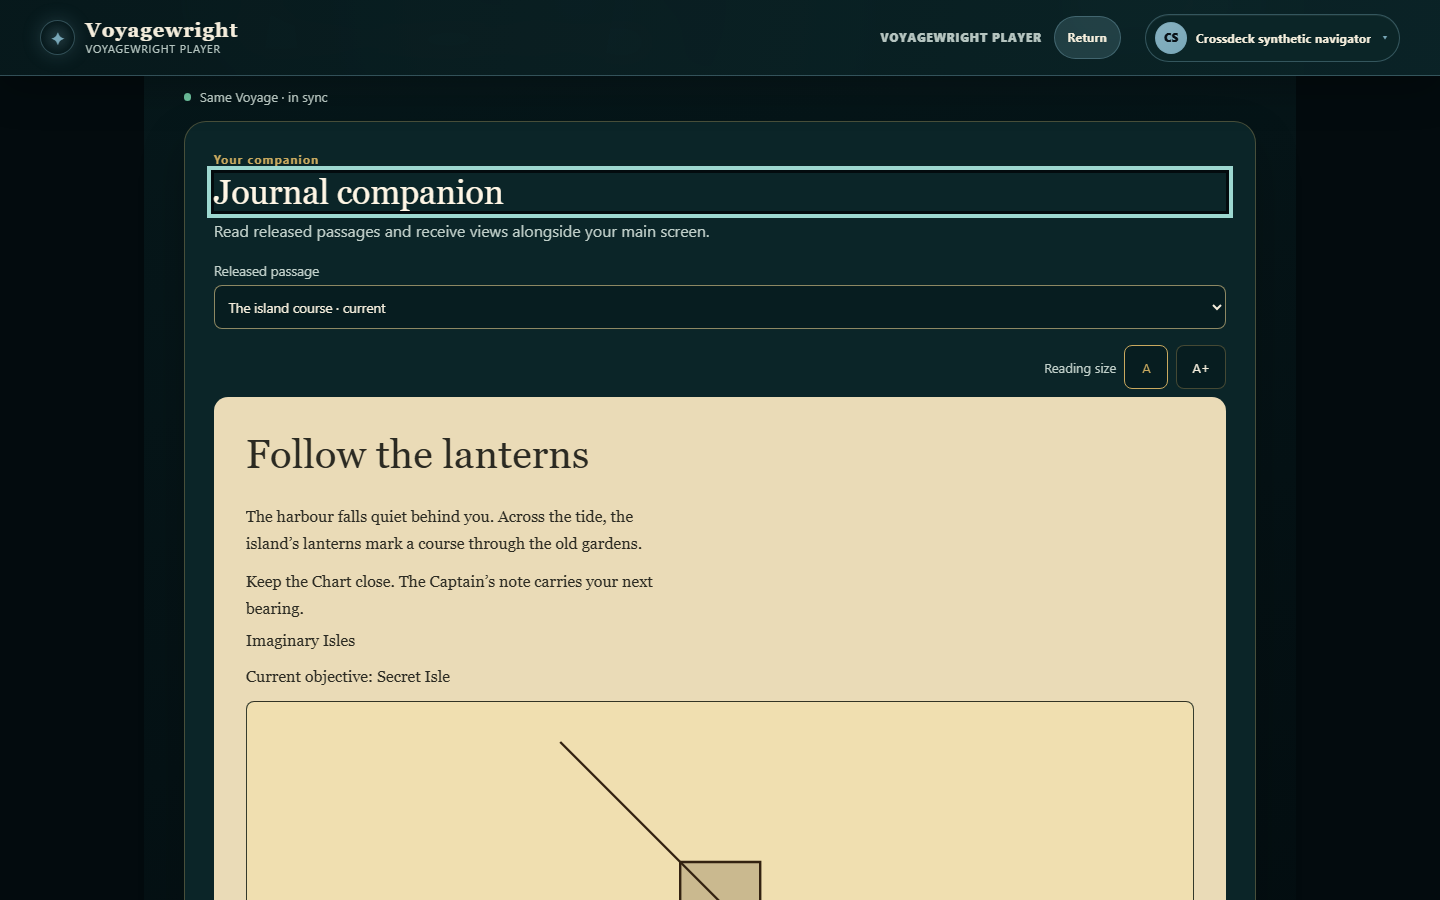 Voyagewright
VOYAGEWRIGHT PLAYER
VOYAGEWRIGHT PLAYER
Return
CS
Crossdeck synthetic navigator
Same Voyage · in sync
Your companion
Journal companion
Read released passages and receive views alongside your main screen.
Released passage
The island course · current
Reading size
A
A+
Follow the lanterns
The harbour falls quiet behind you. Across the tide, the
island’s lanterns mark a course through the old gardens.
Keep the Chart close. The Captain’s note carries your next
bearing.
Imaginary Isles
Current objective: Secret Isle